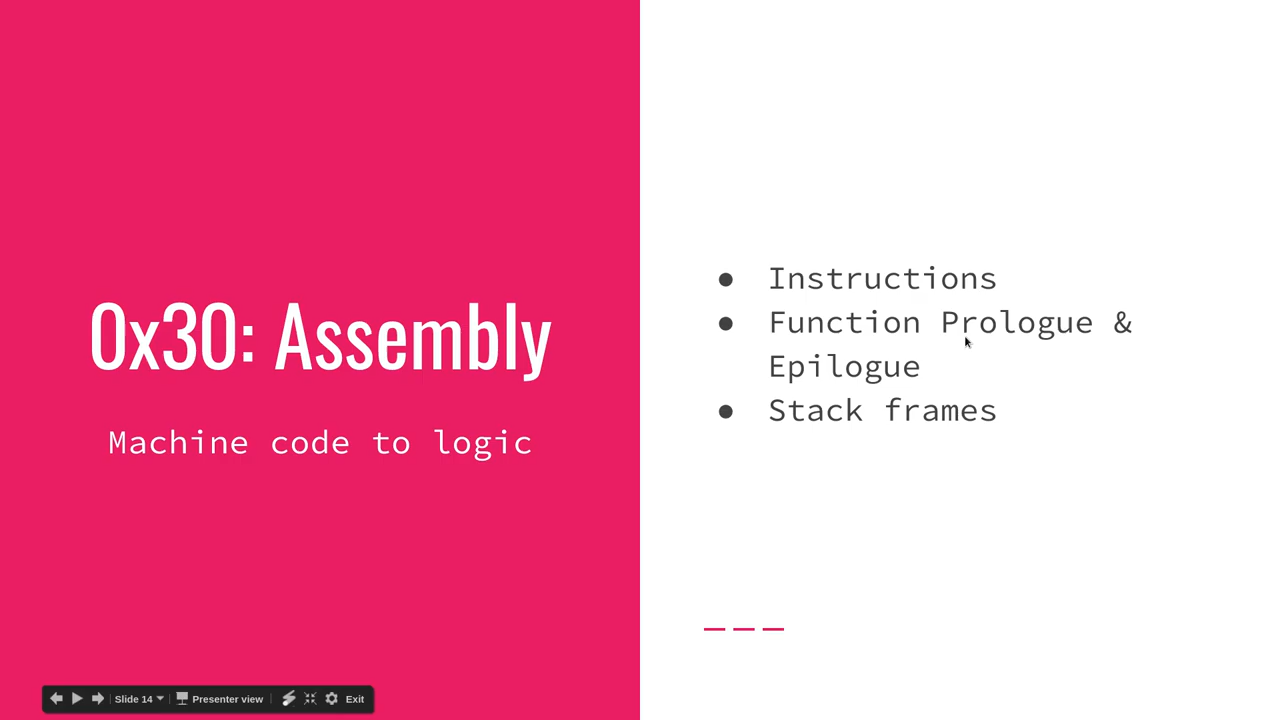 0x30: Assembly
Machine code to logic
● Instructions
● Function Prologue &
Epilogue
● Stack frames
Slide 14 Presenter view Exit